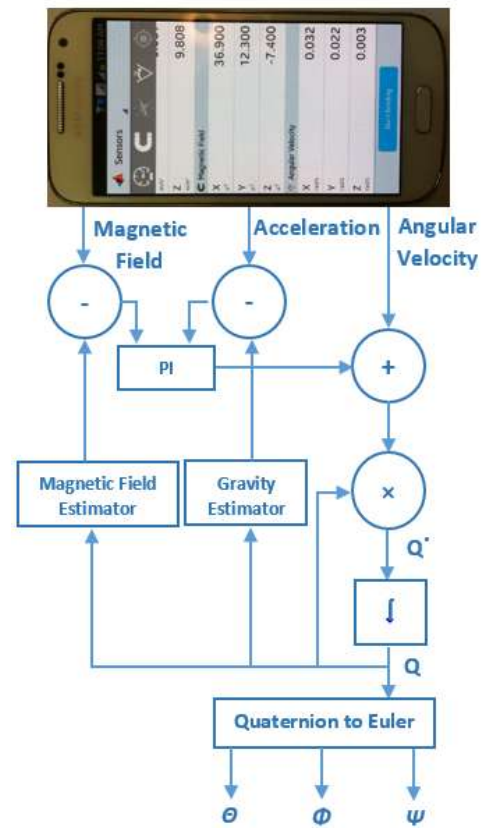 Sensors
Z
9.808
C Magnetic Field
X
36.900
Y
12.300
Z
-7.400
Angular Velocity
X
0.032
Y
0.022
Z
0.003
Magnetic
Field
Acceleration
Angular
Velocity
-
-
PI
+
Magnetic Field
Estimator
Gravity
Estimator
×
Q˙
∫
Q
Quaternion to Euler
Θ
Φ
Ψ